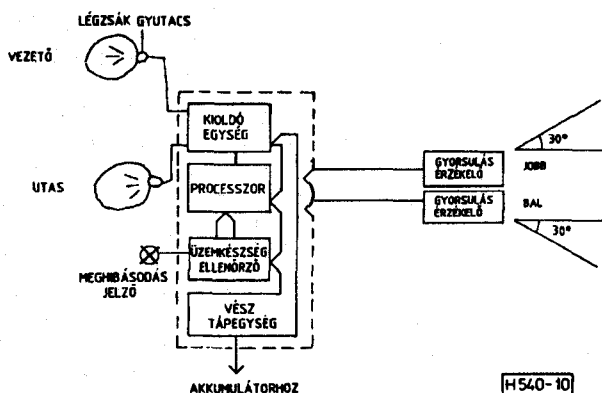 LÉGZSÁK GYUTACS
VEZETŐ
KIOLDÓ
EGYSÉG
UTAS
PROCESSZOR
ÜZEMKÉSZSÉG
ELLENŐRZŐ
MEGHIBÁSODÁS
JELZŐ
VÉSZ
TÁPEGYSÉG
AKKUMULÁTORHOZ
GYORSULÁS
ÉRZÉKELŐ
GYORSULÁS
ÉRZÉKELŐ
30°
JOBB
BAL
30°
H540-10